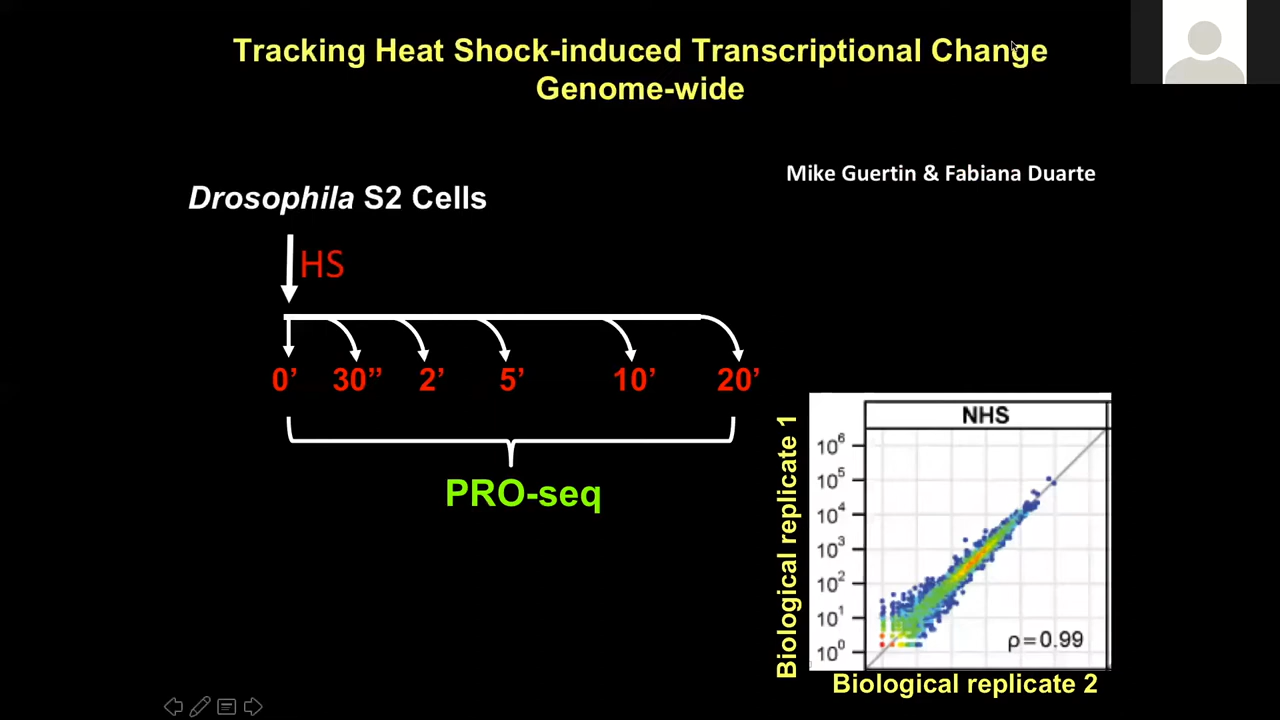 Tracking Heat Shock-induced Transcriptional Change
Genome-wide
Mike Guertin & Fabiana Duarte
Drosophila S2 Cells
HS
0’ 30” 2’ 5’ 10’ 20’
PRO-seq
Biological replicate 1
NHS
10⁶
10⁵
10⁴
10³
10²
10¹
10⁰
ρ=0.99
Biological replicate 2